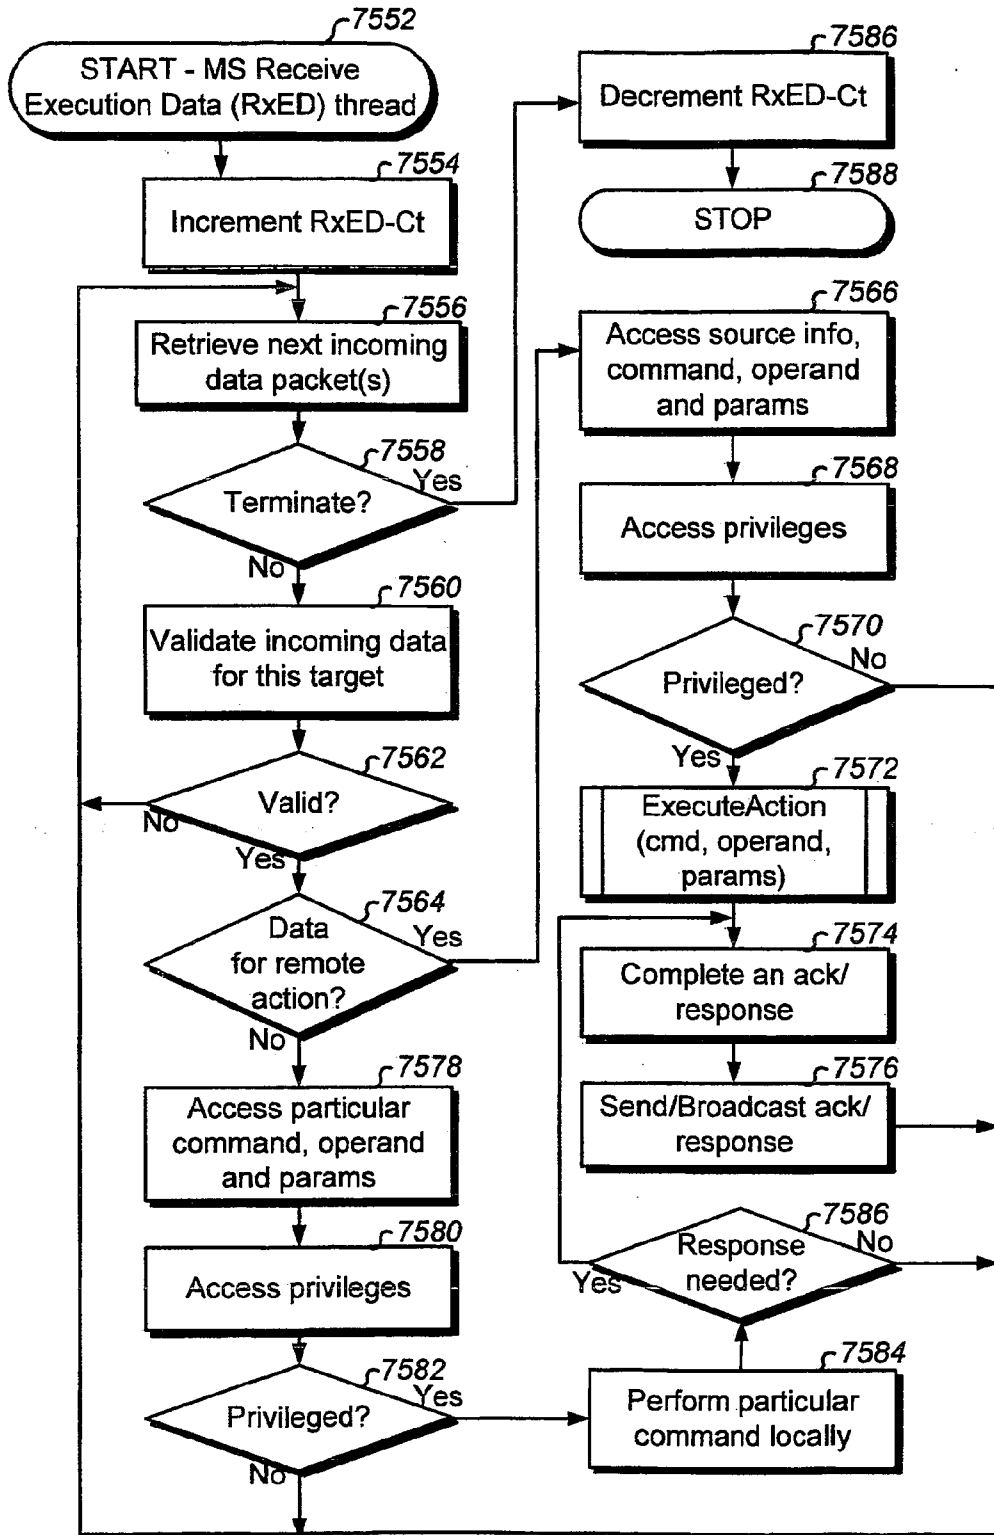 7552
START - MS Receive
Execution Data (RxED) thread
7554
Increment RxED-Ct
7556
Retrieve next incoming
data packet(s)
7558
Terminate?
Yes
No
7560
Validate incoming data
for this target
7562
Valid?
No
Yes
7564
Data
for remote
action?
Yes
No
7578
Access particular
command, operand
and params
7580
Access privileges
7582
Privileged?
Yes
No
7586
Decrement RxED-Ct
7588
STOP
7566
Access source info,
command, operand
and params
7568
Access privileges
7570
Privileged?
No
Yes
7572
ExecuteAction
(cmd, operand,
params)
7574
Complete an ack/
response
7576
Send/Broadcast ack/
response
7586
Response
needed?
No
Yes
7584
Perform particular
command locally